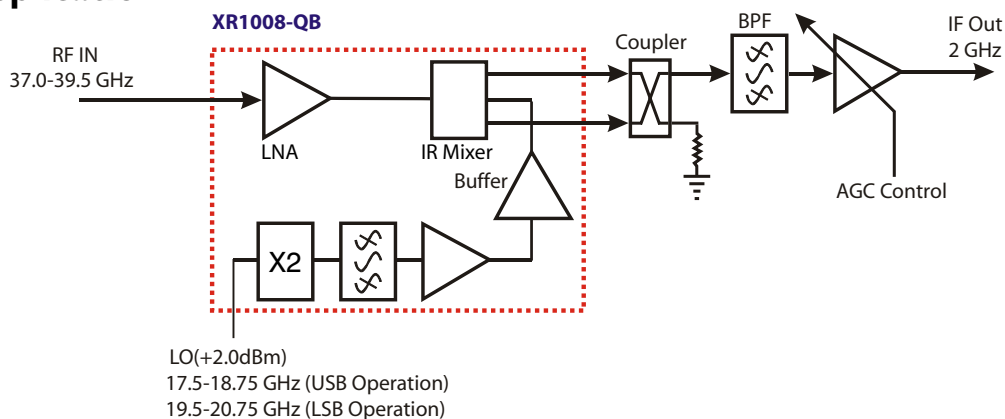 XR1008-QB
RF IN
37.0-39.5 GHz
LNA
IR Mixer
Buffer
X2
Coupler
BPF
IF Out
2 GHz
AGC Control
LO(+2.0dBm)
17.5-18.75 GHz (USB Operation)
19.5-20.75 GHz (LSB Operation)